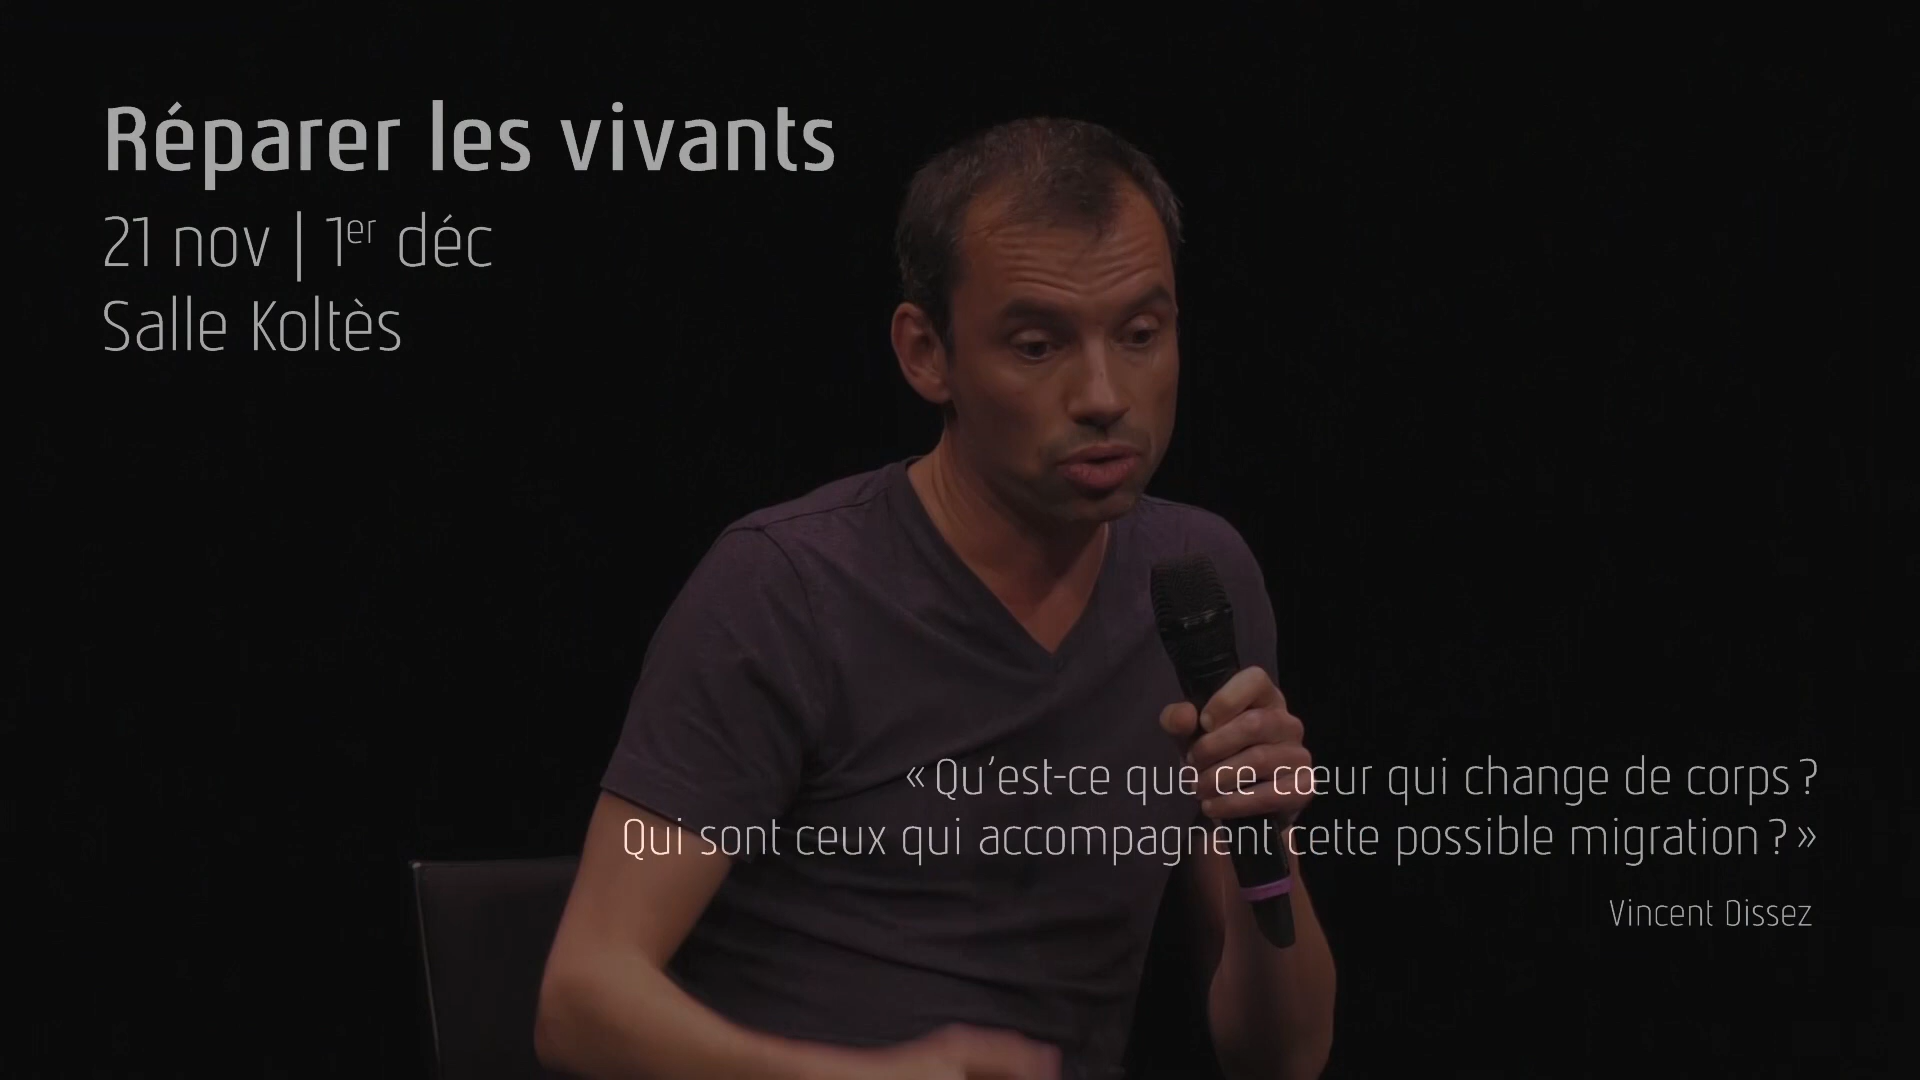 Réparer les vivants
21 nov | 1er déc
Salle Koltès
« Qu'est-ce que ce cœur qui change de corps ?
Qui sont ceux qui accompagnent cette possible migration ? »
Vincent Dissez